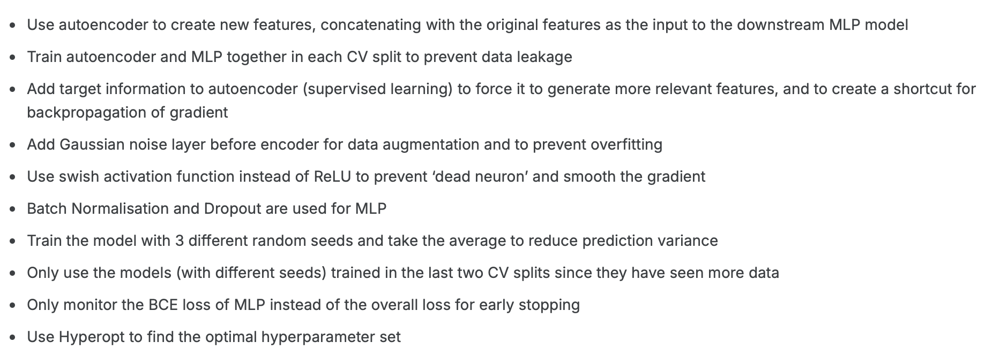 • Use autoencoder to create new features, concatenating with the original features as the input to the downstream MLP model
• Train autoencoder and MLP together in each CV split to prevent data leakage
• Add target information to autoencoder (supervised learning) to force it to generate more relevant features, and to create a shortcut for
backpropagation of gradient
• Add Gaussian noise layer before encoder for data augmentation and to prevent overfitting
• Use swish activation function instead of ReLU to prevent ‘dead neuron’ and smooth the gradient
• Batch Normalisation and Dropout are used for MLP
• Train the model with 3 different random seeds and take the average to reduce prediction variance
• Only use the models (with different seeds) trained in the last two CV splits since they have seen more data
• Only monitor the BCE loss of MLP instead of the overall loss for early stopping
• Use Hyperopt to find the optimal hyperparameter set